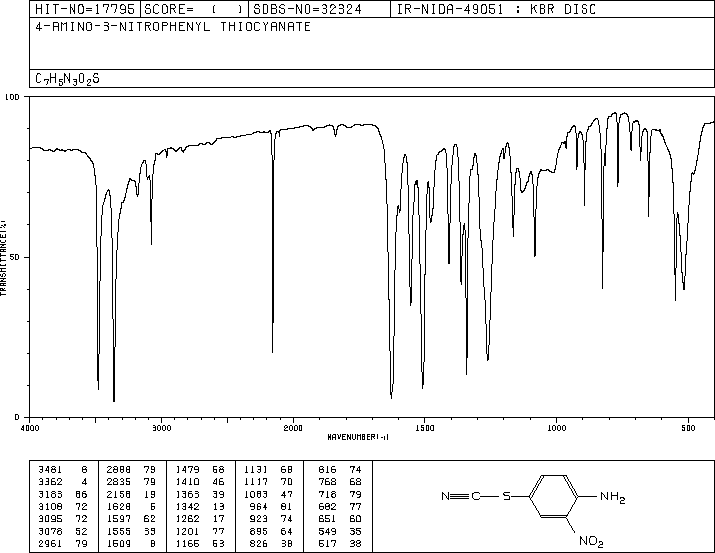 HIT-NO=17795 SCORE= ( ) SDBS-NO=32324 IR-NIDA-49051 : KBR DISC
4-AMINO-3-NITROPHENYL THIOCYANATE
C7H5N3O2S
100
50
0
TRANSMITTANCE(%)
4000 3000 2000 1500 1000 500
WAVENUMBER(-1)
3481 8 2888 79 1479 58 1131 68 816 74
3362 4 2835 79 1410 46 1117 70 768 68
3183 66 2158 19 1363 39 1083 47 718 79
3108 72 1628 5 1342 13 964 81 682 77
3095 72 1597 62 1262 17 923 74 651 60
3078 52 1555 35 1201 77 895 64 549 35
2961 79 1509 8 1165 53 826 38 517 38
N≡C S NH2
NO2